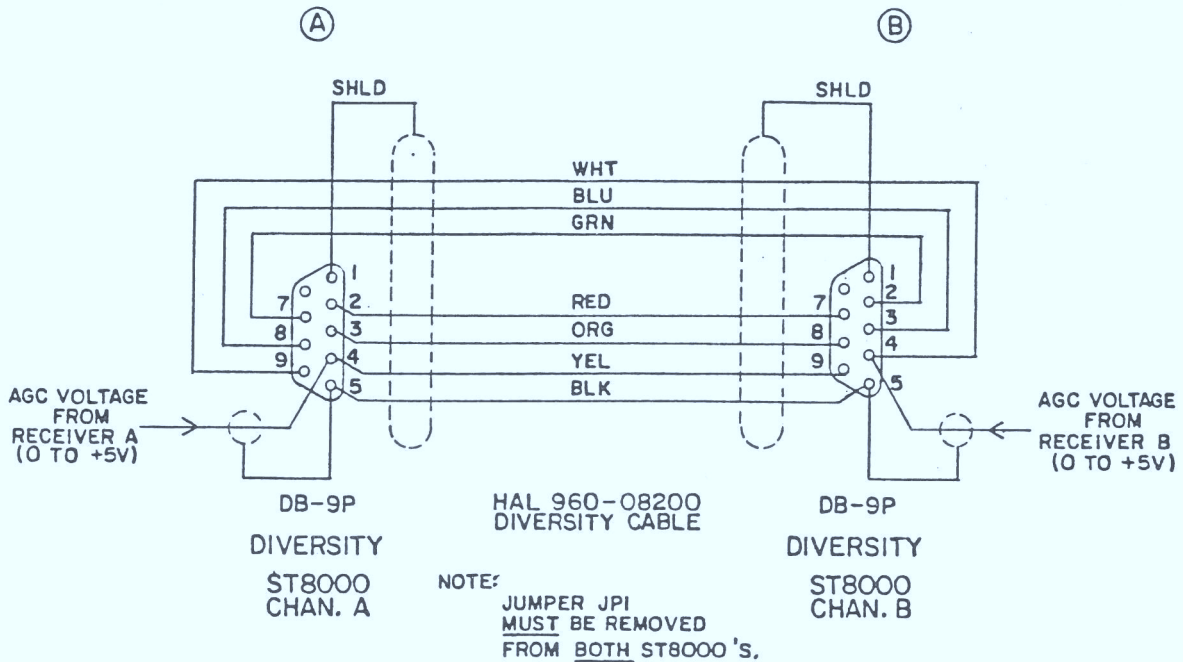 A
B
SHLD
SHLD
WHT
BLU
GRN
RED
ORG
YEL
BLK
1
2
3
4
5
7
8
9
1
2
3
4
5
7
8
9
AGC VOLTAGE
FROM
RECEIVER A
(0 TO +5V)
AGC VOLTAGE
FROM
RECEIVER B
(0 TO +5V)
DB-9P
DIVERSITY
ST8000
CHAN. A
HAL 960-08200
DIVERSITY CABLE
DB-9P
DIVERSITY
ST8000
CHAN. B
NOTE:
JUMPER JP1
MUST BE REMOVED
FROM BOTH ST8000'S.